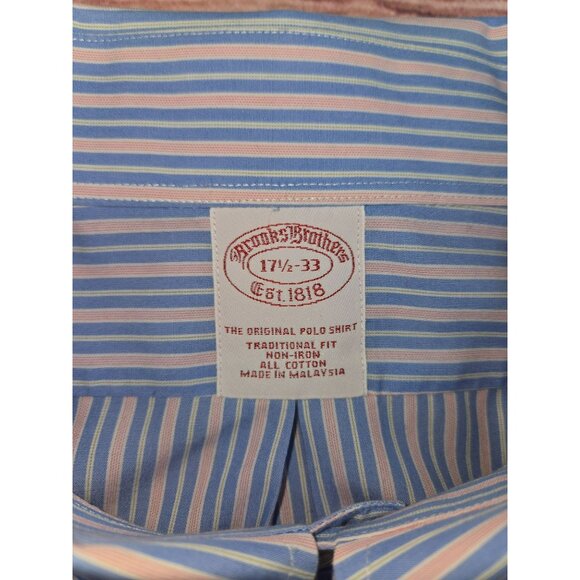 Brooks Brothers
17½-33
Est. 1818
THE ORIGINAL POLO SHIRT
TRADITIONAL FIT
NON-IRON
ALL COTTON
MADE IN MALAYSIA